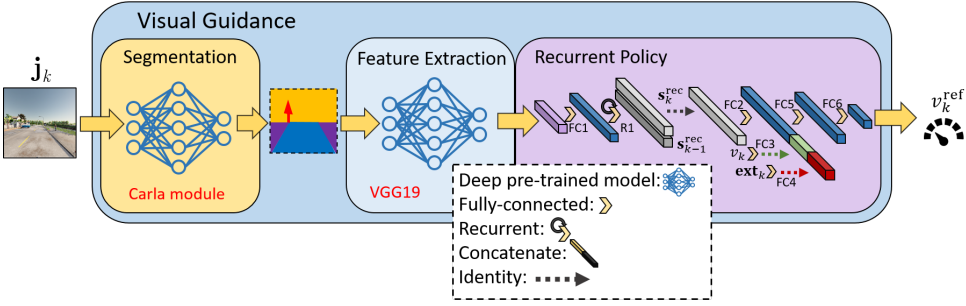 Visual Guidance
j_k
Segmentation
Carla module
Feature Extraction
VGG19
Recurrent Policy
FC1
R1
s_k^rec
s_{k-1}^rec
FC2
FC5
FC6
v_k
FC3
ext_k
FC4
v_k^ref
Deep pre-trained model:
Fully-connected:
Recurrent:
Concatenate:
Identity: